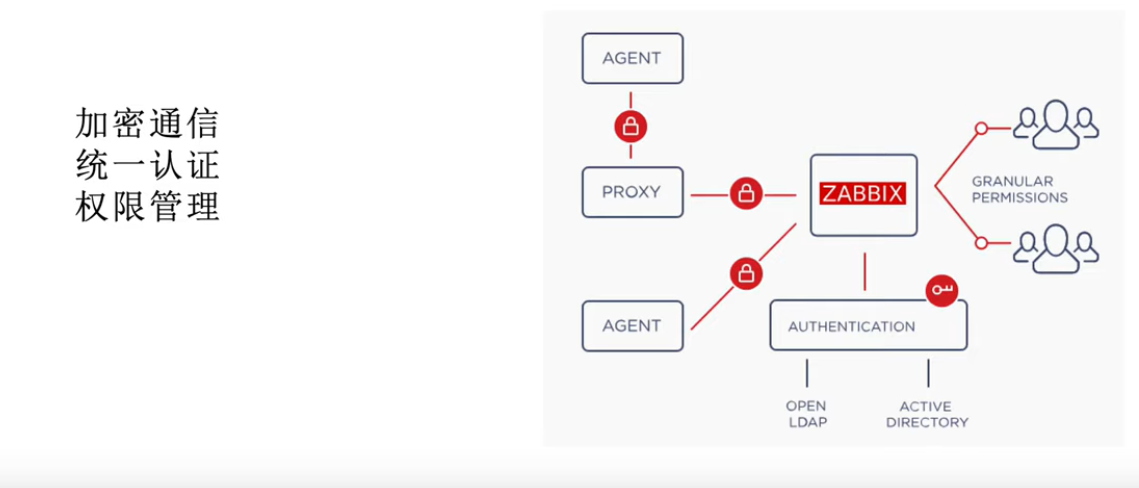 加密通信
统一认证
权限管理
AGENT
PROXY
ZABBIX
GRANULAR
PERMISSIONS
AGENT
AUTHENTICATION
OPEN
LDAP
ACTIVE
DIRECTORY